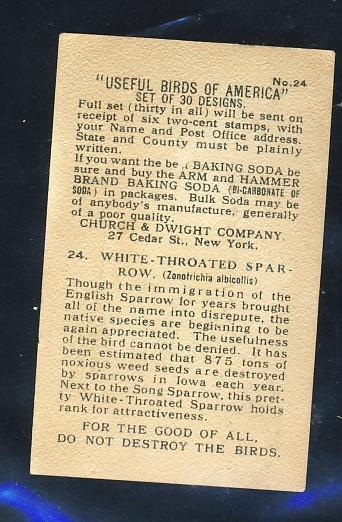 No.24
"USEFUL BIRDS OF AMERICA"
SET OF 30 DESIGNS.
Full set (thirty in all) will be sent on
receipt of six two-cent stamps, with
your Name and Post Office address.
State and County must be plainly
written.
If you want the be . BAKING SODA be
sure and buy the ARM and HAMMER
BRAND BAKING SODA (BI-CARBONATE OF
SODA) in packages. Bulk Soda may be
of anybody's manufacture, generally
of a poor quality.
CHURCH & DWIGHT COMPANY
27 Cedar St., New York.
24. WHITE-THROATED SPAR-
ROW. (Zonotrichia albicollis)
Though the immigration of the
English Sparrow for years brought
all of the name into disrepute, the
native species are beginning to be
again appreciated. The usefulness
of the bird cannot be denied. It has
been estimated that 875 tons of
noxious weed seeds are destroyed
by sparrows in Iowa each year.
Next to the Song Sparrow, this pret-
ty White-Throated Sparrow holds
rank for attractiveness.
FOR THE GOOD OF ALL,
DO NOT DESTROY THE BIRDS.